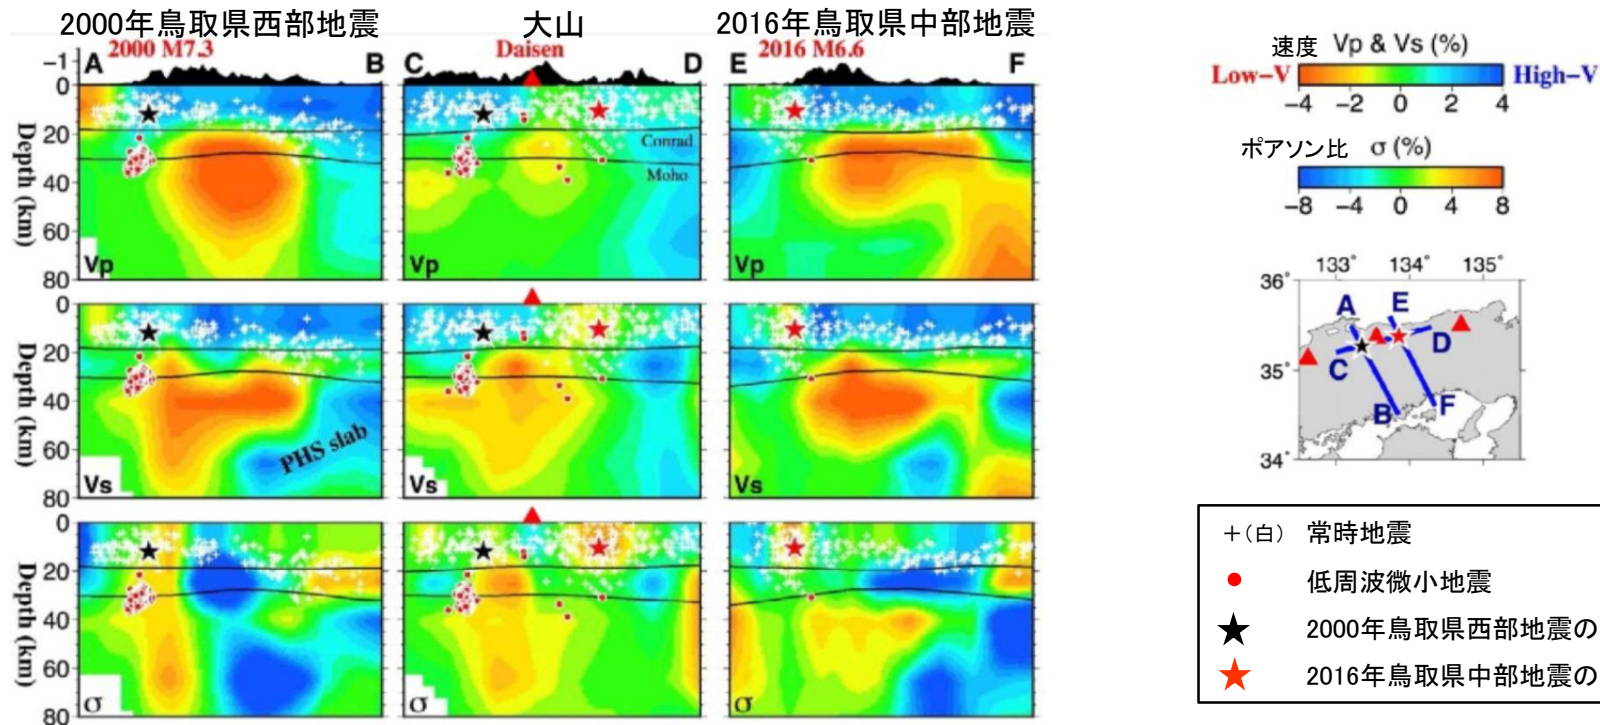 2000年鳥取県西部地震
大山
2016年鳥取県中部地震
2000 M7.3
Daisen
2016 M6.6
A B C D E F
-1
0
20
40
60
80
Depth (km)
Vp
Vp
Conrad
Moho
Vp
0
20
40
60
80
Depth (km)
Vs
PHS slab
Vs
Vs
0
20
40
60
80
Depth (km)
σ
σ
σ
速度 Vp & Vs (%)
Low-V High-V
-4 -2 0 2 4
ポアソン比 σ (%)
-8 -4 0 4 8
133° 134° 135°
36°
35°
34°
A
E
C
D
B
F
+(白) 常時地震
低周波微小地震
2000年鳥取県西部地震の
2016年鳥取県中部地震の